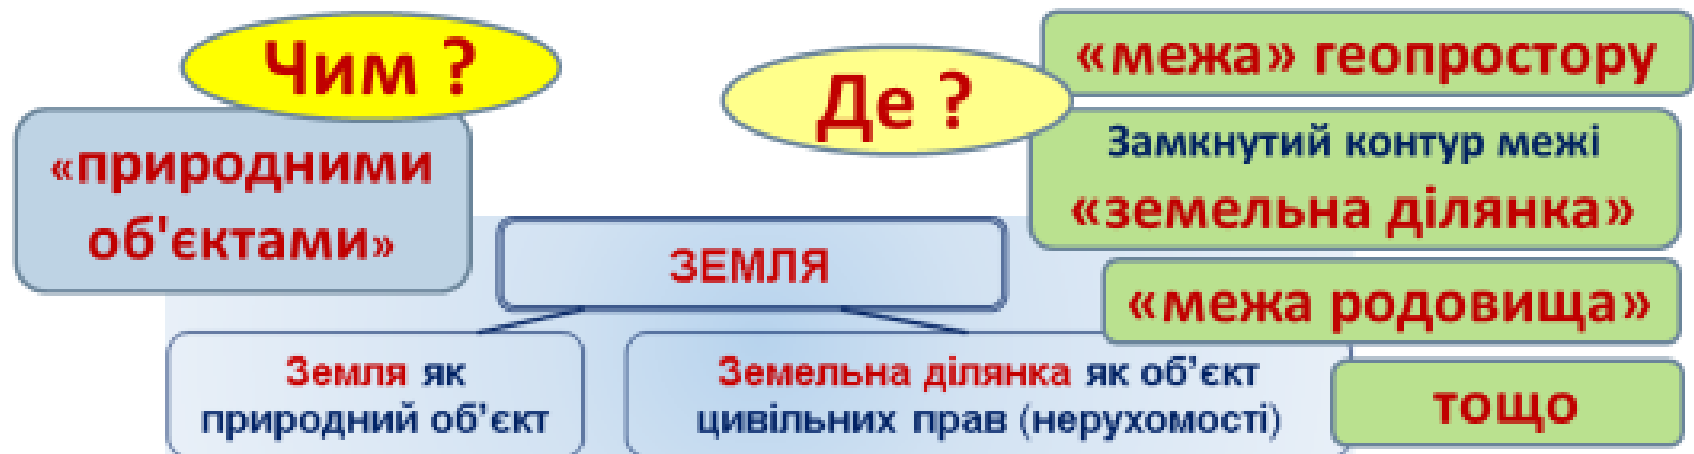 Чим ?
«природними
об'єктами»
Де ?
«межа» геопростору
Замкнутий контур межі
«земельна ділянка»
«межа родовища»
тощо
ЗЕМЛЯ
Земля як
природний об’єкт
Земельна ділянка як об’єкт
цивільних прав (нерухомості)